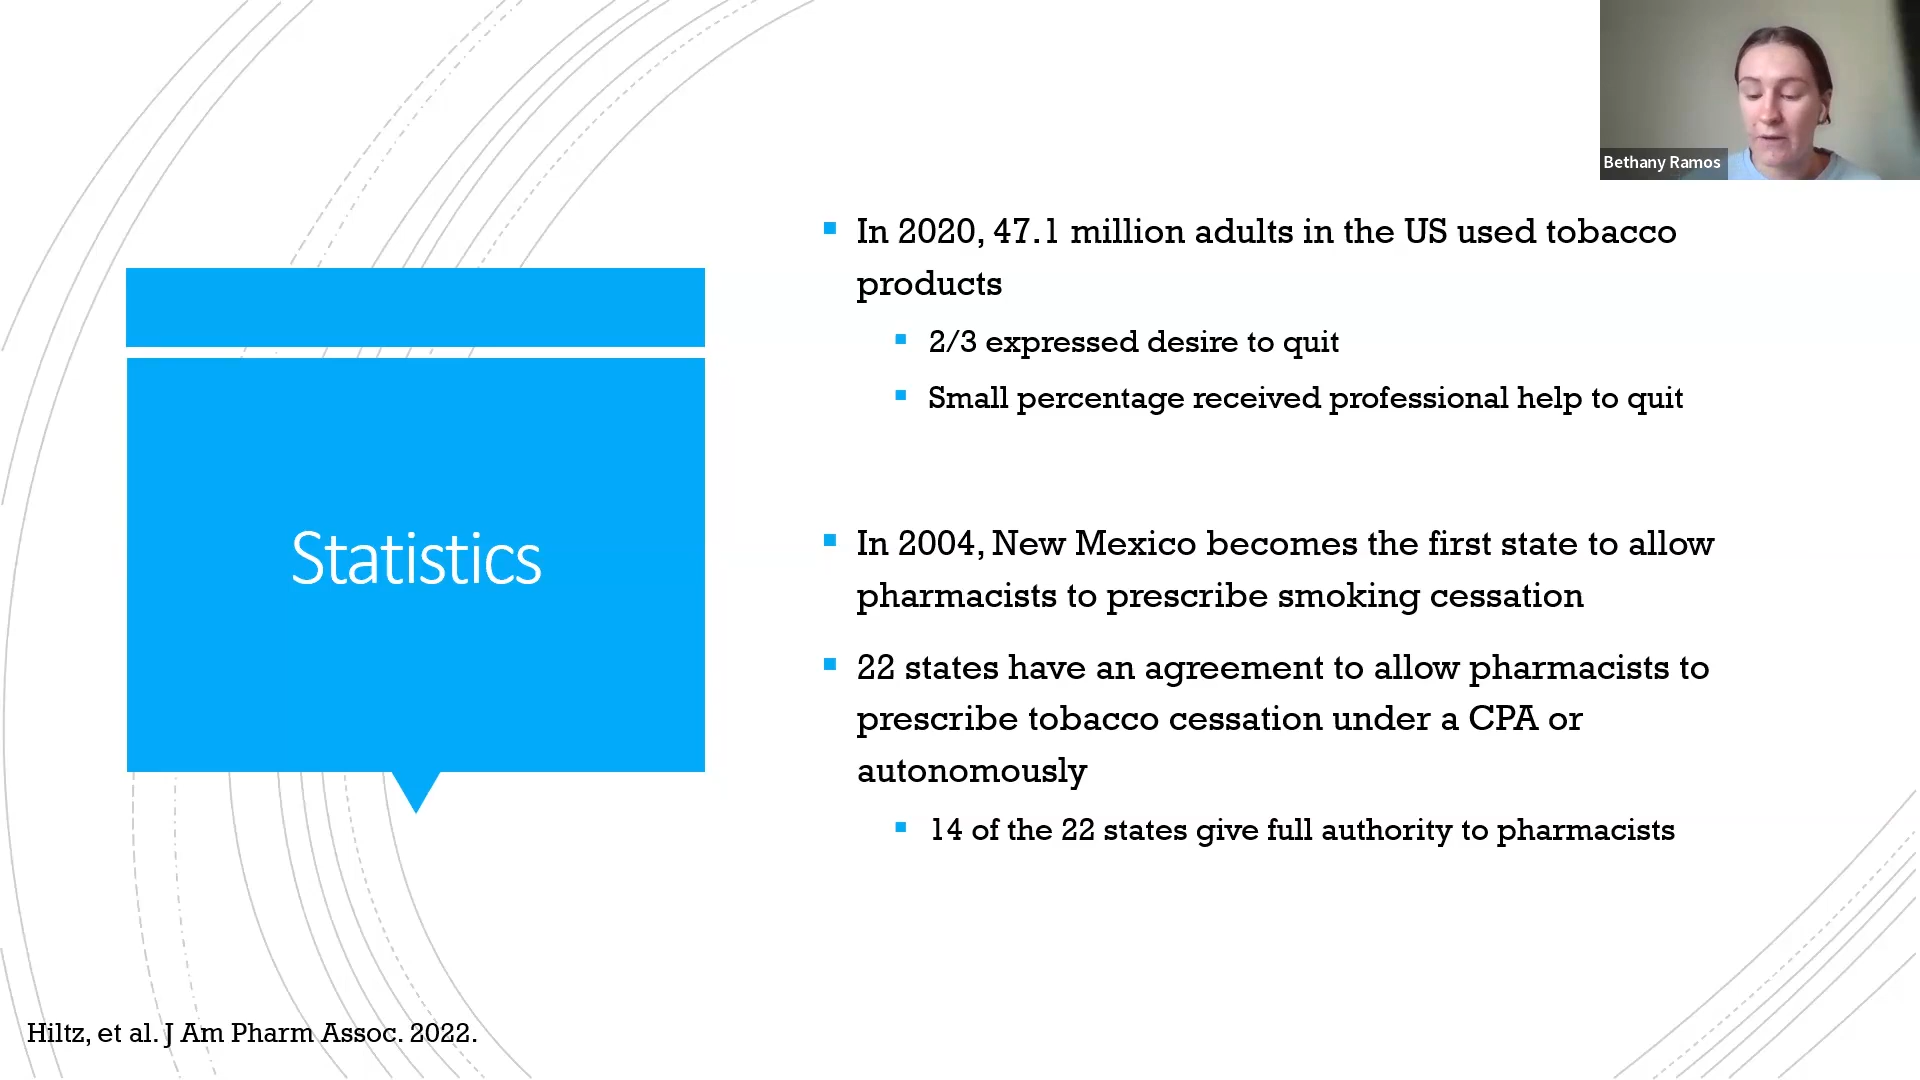 Bethany Ramos
Statistics
In 2020, 47.1 million adults in the US used tobacco
products
2/3 expressed desire to quit
Small percentage received professional help to quit
In 2004, New Mexico becomes the first state to allow
pharmacists to prescribe smoking cessation
22 states have an agreement to allow pharmacists to
prescribe tobacco cessation under a CPA or
autonomously
14 of the 22 states give full authority to pharmacists
Hiltz, et al. J Am Pharm Assoc. 2022.